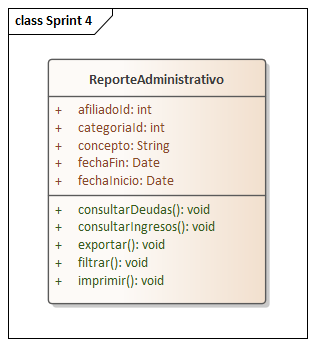 class Sprint 4
ReporteAdministrativo
+ afiliadoId: int
+ categoriaId: int
+ concepto: String
+ fechaFin: Date
+ fechaInicio: Date
+ consultarDeudas(): void
+ consultarIngresos(): void
+ exportar(): void
+ filtrar(): void
+ imprimir(): void